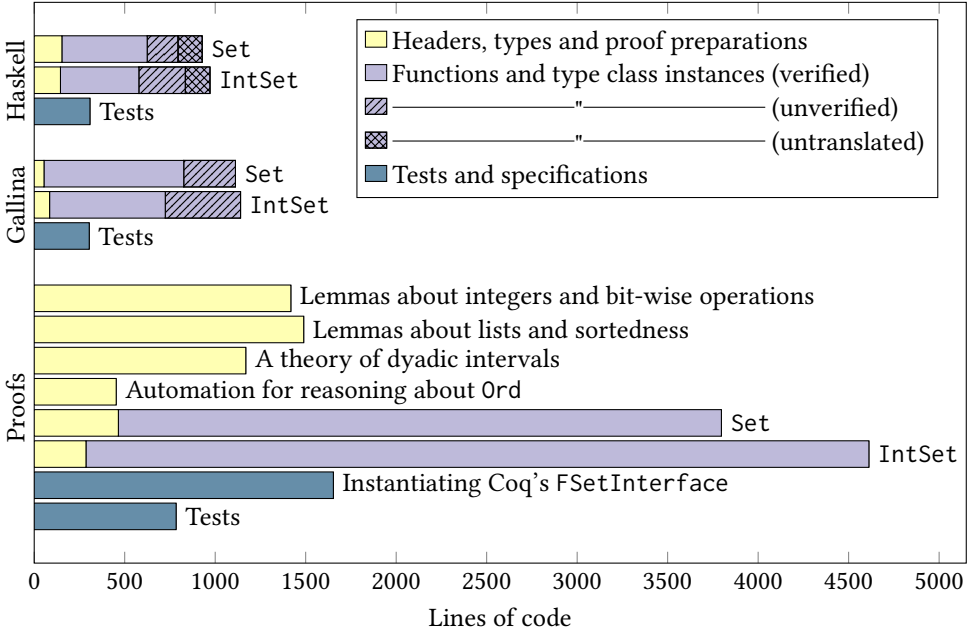 Haskell
Set
IntSet
Tests
Headers, types and proof preparations
Functions and type class instances (verified)
" (unverified)
" (untranslated)
Tests and specifications
Gallina
Set
IntSet
Tests
Proofs
Lemmas about integers and bit-wise operations
Lemmas about lists and sortedness
A theory of dyadic intervals
Automation for reasoning about Ord
Set
IntSet
Instantiating Coq's FSetInterface
Tests
0 500 1000 1500 2000 2500 3000 3500 4000 4500 5000
Lines of code